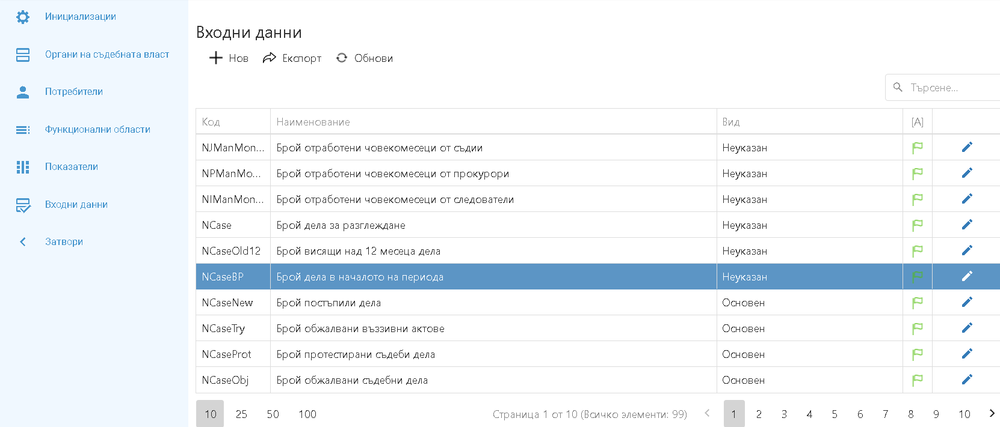 Инициализации
Органи на съдебната власт
Потребители
Функционални области
Показатели
Входни данни
Затвори
Входни данни
Нов Експорт Обнови
Търсене...
Код Наименование Вид [A]
NJManMon... Брой отработени човекомесеци от съдии Неуказан
NPManMo... Брой отработени човекомесеци от прокурори Неуказан
NIManMon... Брой отработени човекомесеци от следователи Неуказан
NCase Брой дела за разглеждане Неуказан
NCaseOld12 Брой висящи над 12 месеца дела Неуказан
NCaseBP Брой дела в началото на периода Неуказан
NCaseNew Брой постъпили дела Основен
NCaseTry Брой обжалвани въззивни актове Основен
NCaseProt Брой протестирани съдеби дела Основен
NCaseObj Брой обжалвани съдебни дела Основен
10 25 50 100 Страница 1 от 10 (Всичко елементи: 99) 1 2 3 4 5 6 7 8 9 10